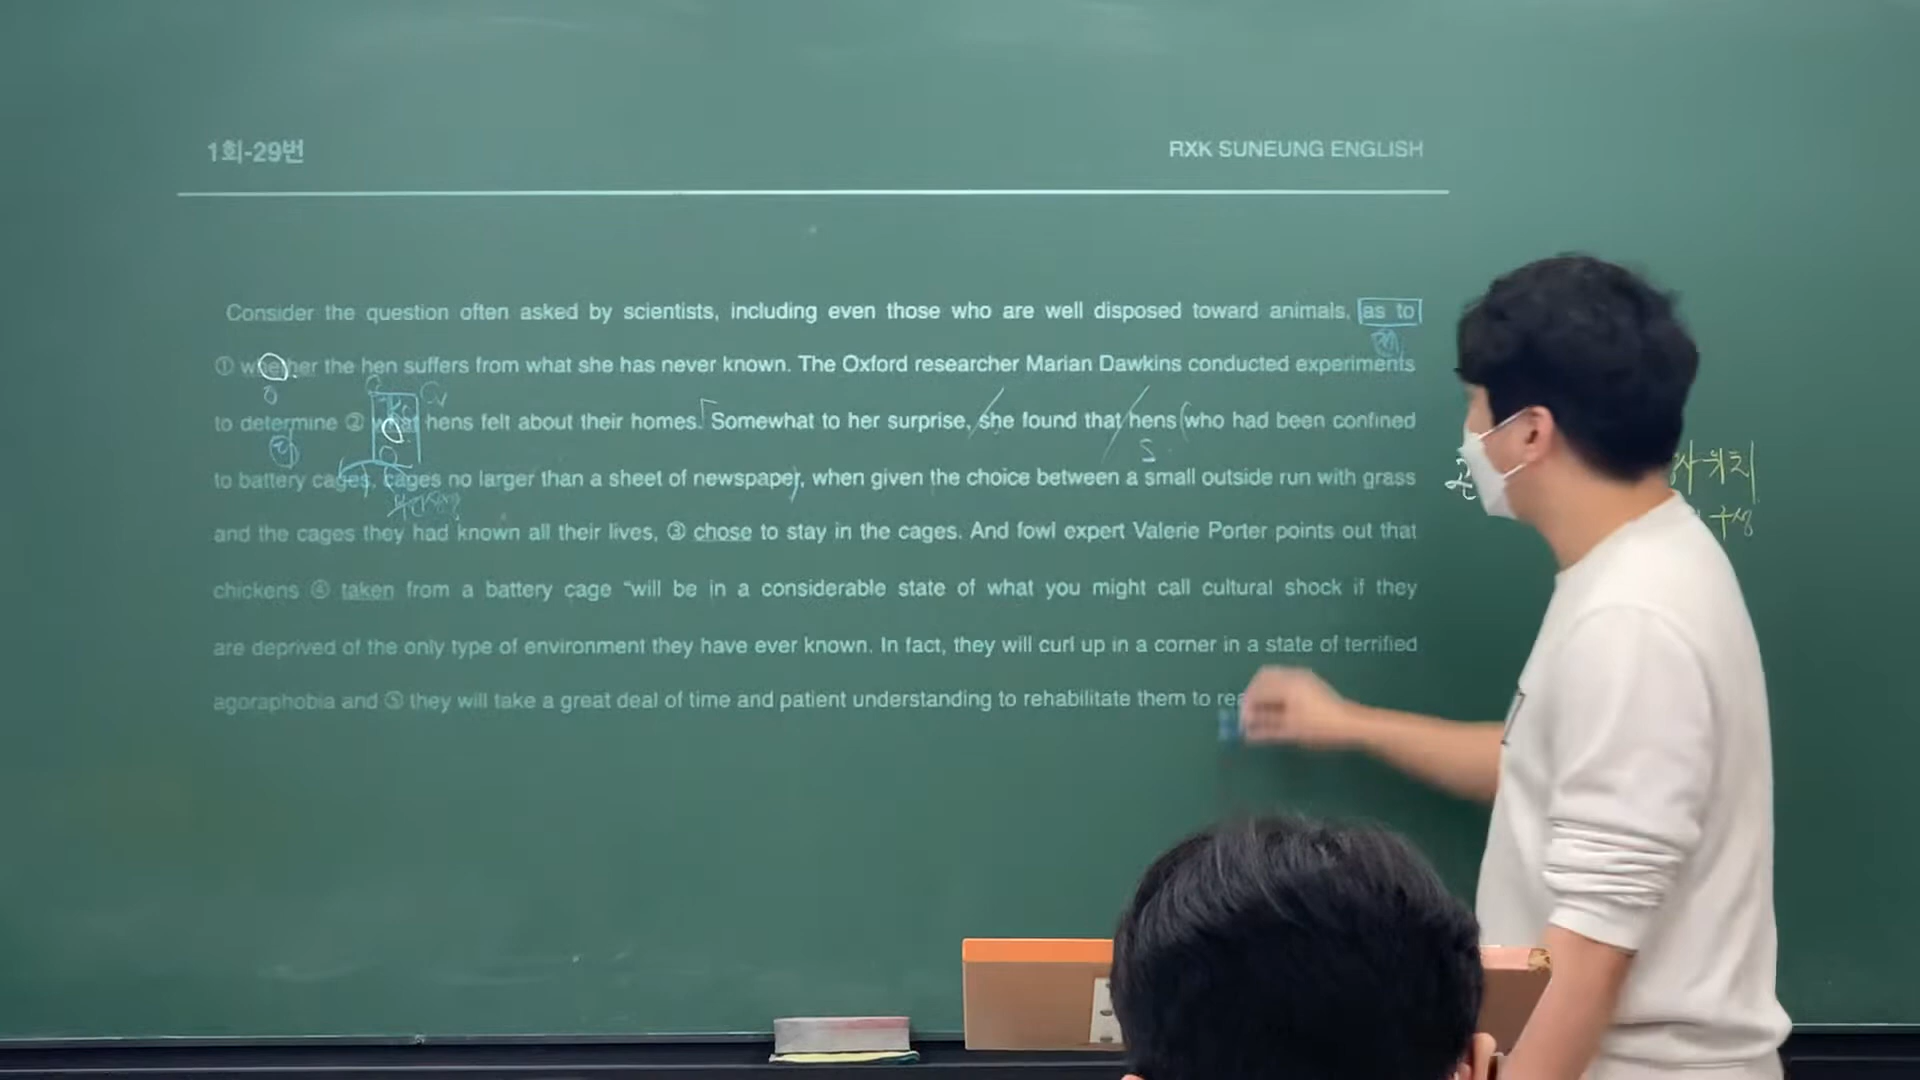 1회-29번
RXK SUNEUNG ENGLISH
Consider the question often asked by scientists, including even those who are well disposed toward animals, as to
① whether the hen suffers from what she has never known. The Oxford researcher Marian Dawkins conducted experiments
to determine ② what hens felt about their homes. Somewhat to her surprise, she found that hens who had been confined
S
to battery cages, cages no larger than a sheet of newspaper, when given the choice between a small outside run with grass
and the cages they had known all their lives, ③ chose to stay in the cages. And fowl expert Valerie Porter points out that
chickens ④ taken from a battery cage “will be in a considerable state of what you might call cultural shock if they
are deprived of the only type of environment they have ever known. In fact, they will curl up in a corner in a state of terrified
agoraphobia and ⑤ they will take a great deal of time and patient understanding to rehabilitate them to